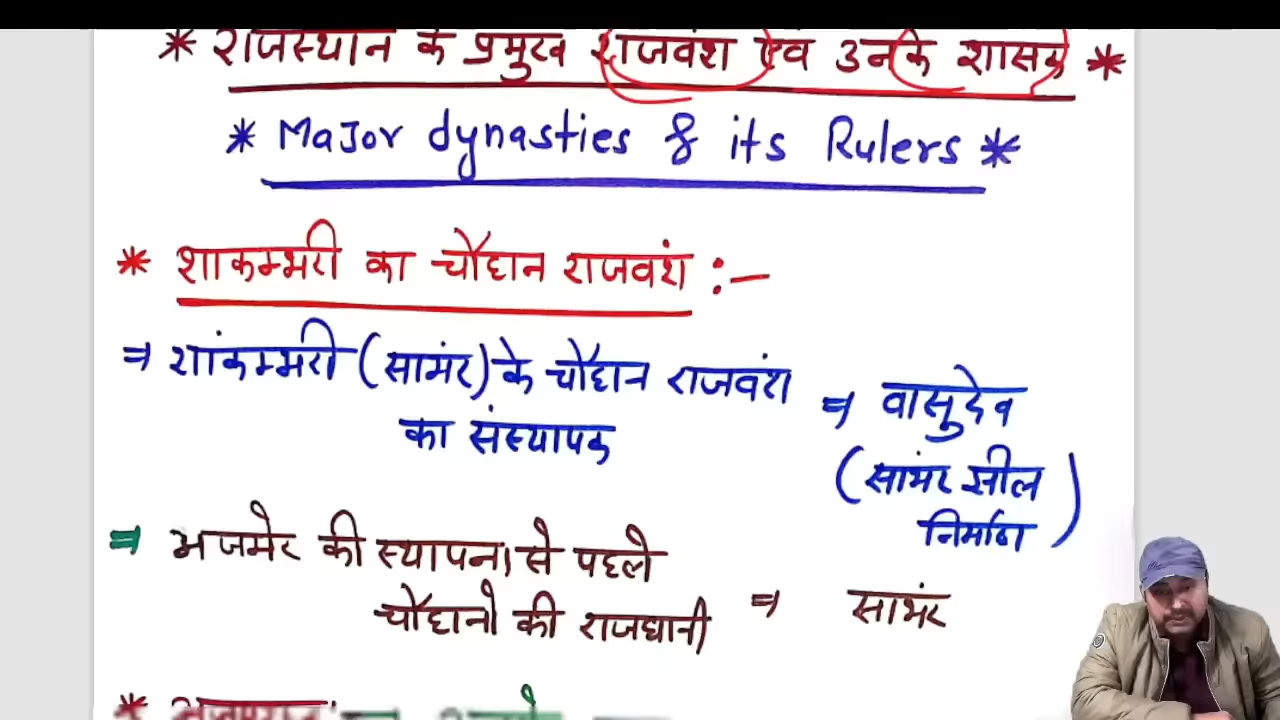 * राजस्थान के प्रमुख राजवंश एवं उनके शासक *
* Major dynasties & its Rulers *
* शाकम्भरी का चौहान राजवंश :-
⇒ शांकम्भरी (सामंर) के चौहान राजवंश
का संस्थापक
⇒ वासुदेव
(सांभर झील
निर्माण)
⇒ अजमेर की स्थापना से पहले
चौहानो की राजधानी ⇒ सांभर